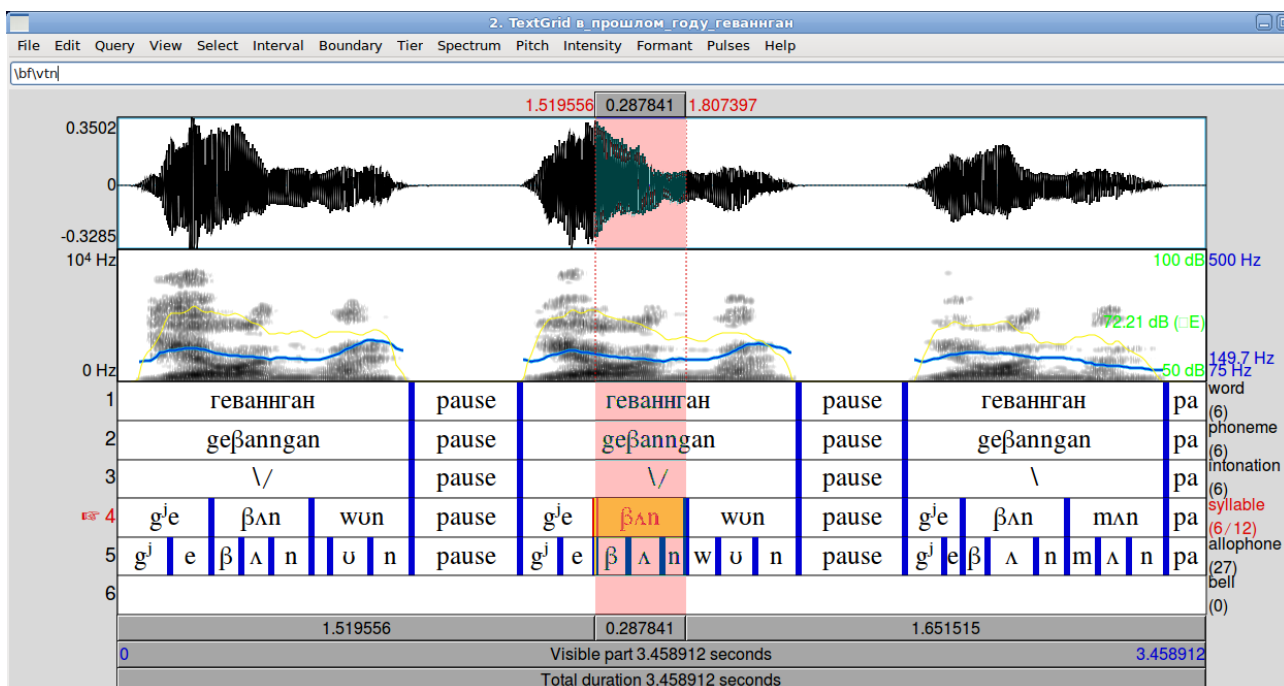 2. TextGrid в_прошлом_году_геваннган
File Edit Query View Select Interval Boundary Tier Spectrum Pitch Intensity Formant Pulses Help
\bf\vtn
1.519556 0.287841 1.807397
0.3502
0
-0.3285
10⁴ Hz 100 dB 500 Hz
72.21 dB (□E)
149.7 Hz
0 Hz 50 dB 75 Hz
1 геваннган pause геваннган pause геваннган pa word (6)
2 geβanngan pause geβanngan pause geβanngan pa phoneme (6)
3 \/ pause \/ pause \ pa intonation (6)
4 gʲe βʌn wʊn pause gʲe βʌn wʊn pause gʲe βʌn mʌn pa syllable (6/12)
5 gʲ e β ʌ n ʊ n pause gʲ e β ʌ n w ʊ n pause gʲ e β ʌ n m ʌ n pa allophone (27)
6 bell (0)
1.519556 0.287841 1.651515
0 Visible part 3.458912 seconds 3.458912
Total duration 3.458912 seconds